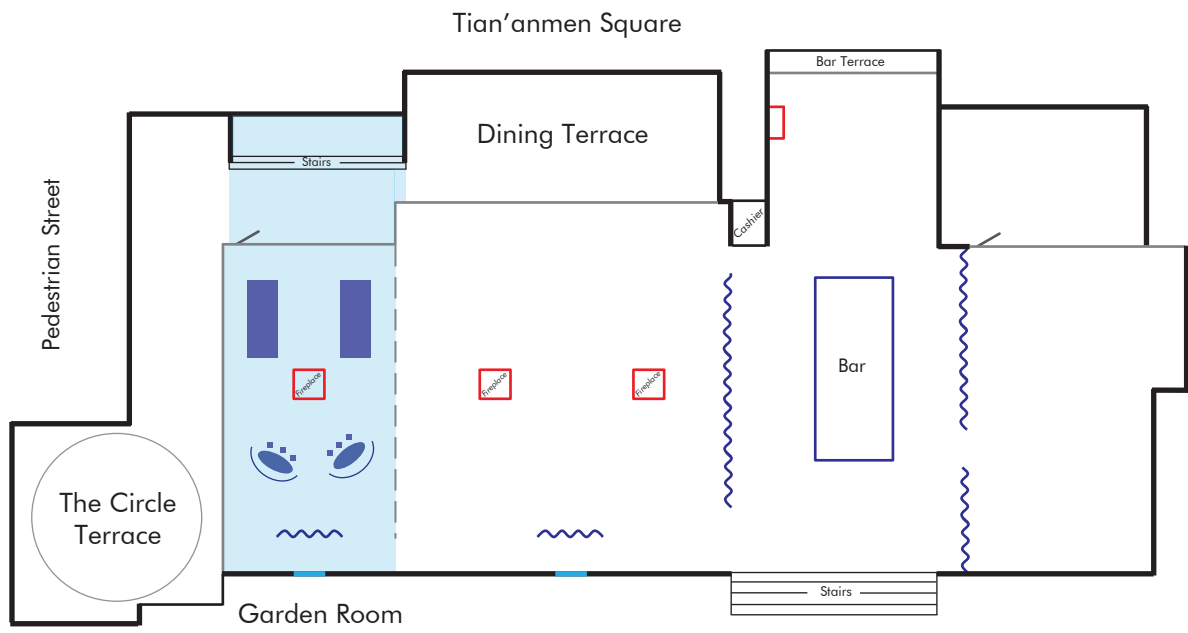 Tian’anmen Square
Bar Terrace
Dining Terrace
Stairs
Pedestrian Street
Cashier
Fireplace
Fireplace
Fireplace
Bar
The Circle
Terrace
Stairs
Garden Room